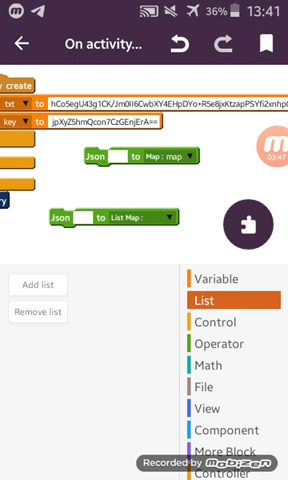 36% 13:41
On activity...
y create
txt to hCo5egU43g1CK/Jm0II6CwbXY4EHpDYo+R5e8jxKtzapPSYfi2xnhp
key to jpXyZ5hmQcon7CzGEnjErA==
Json to Map: map
03:47
Json to List Map:
ry
Add list
Remove list
Variable
List
Control
Operator
Math
File
View
Component
More Block
Controller
Recorded by mobizen